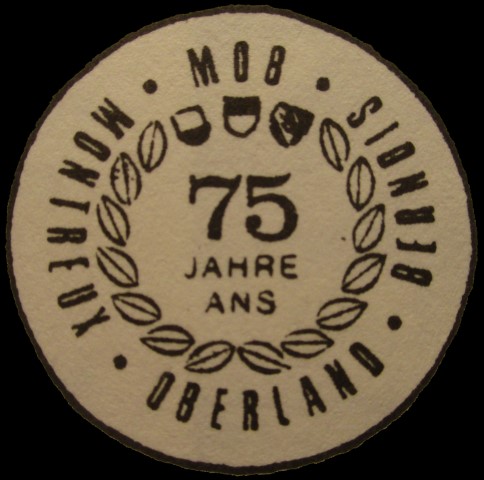 MOB
MONTREUX
OBERLAND
BERNOIS
75
JAHRE
ANS